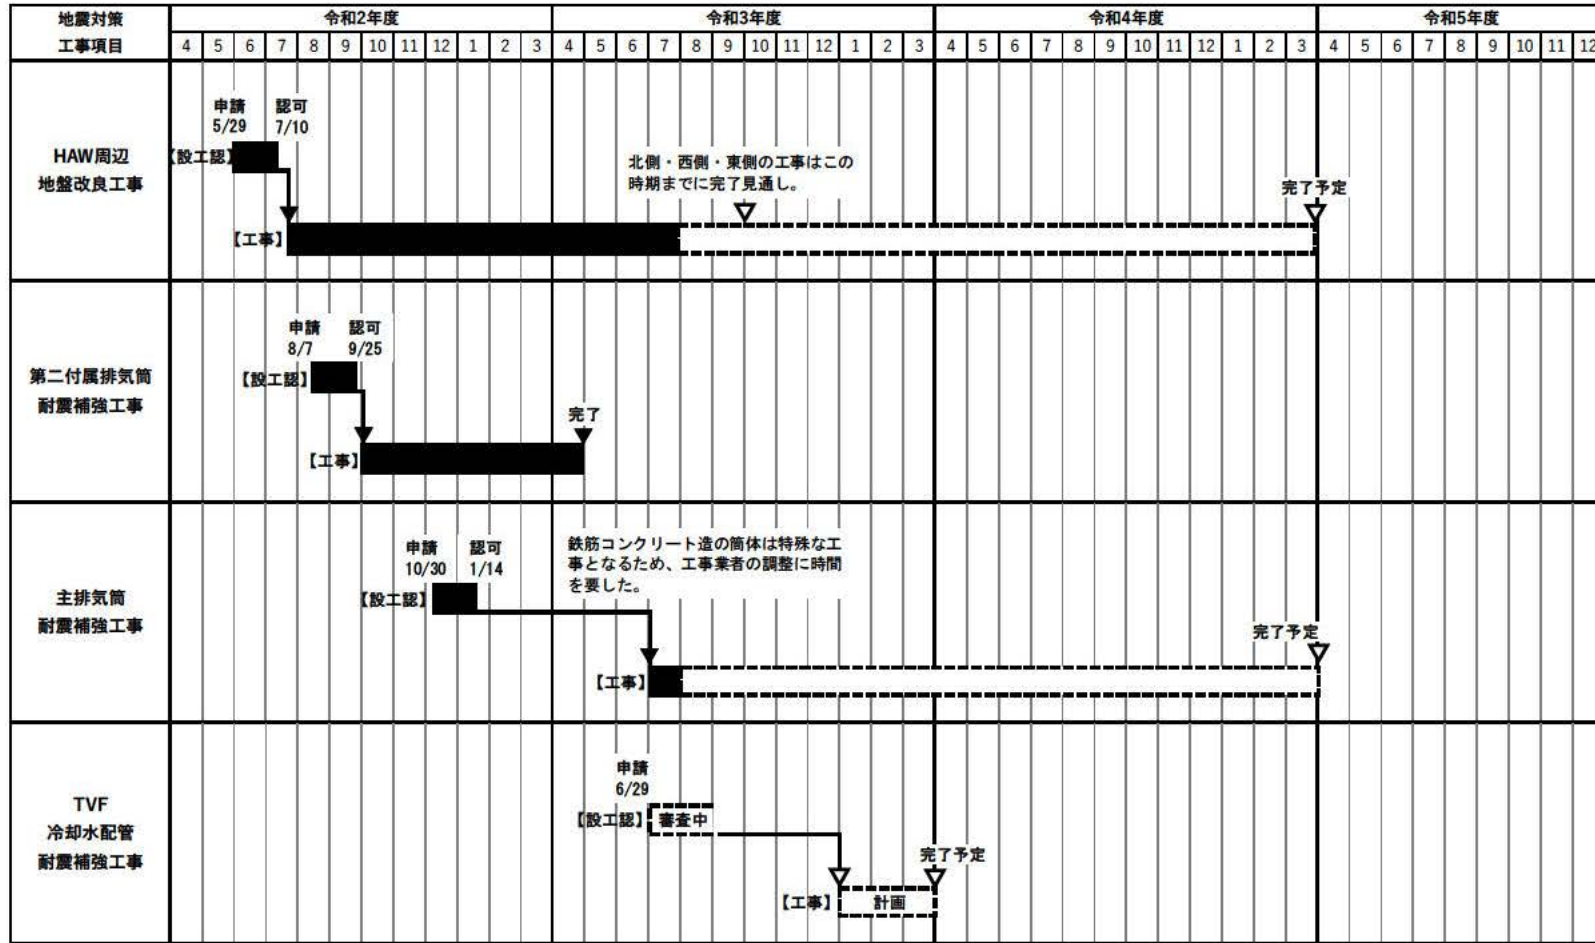 地震対策
工事項目
令和2年度 令和3年度 令和4年度 令和5年度
4 5 6 7 8 9 10 11 12 1 2 3 4 5 6 7 8 9 10 11 12 1 2 3 4 5 6 7 8 9 10 11 12 1 2 3 4 5 6 7 8 9 10 11 12
HAW周辺
地盤改良工事
申請
5/29
認可
7/10
【設工認】
北側・西側・東側の工事はこの
時期までに完了見通し。
完了予定
【工事】
第二付属排気筒
耐震補強工事
申請
8/7
認可
9/25
【設工認】
完了
【工事】
主排気筒
耐震補強工事
申請
10/30
認可
1/14
【設工認】
鉄筋コンクリート造の筒体は特殊な工
事となるため、工事業者の調整に時間
を要した。
完了予定
【工事】
TVF
冷却水配管
耐震補強工事
申請
6/29
【設工認】
審査中
完了予定
【工事】
計画